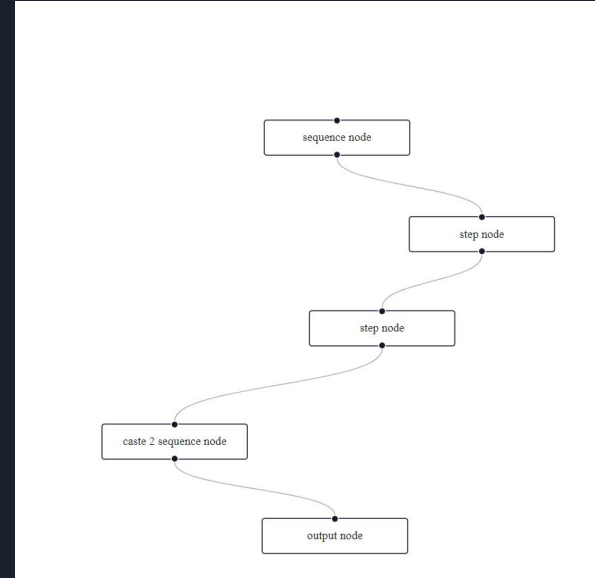 sequence node
step node
step node
caste 2 sequence node
output node